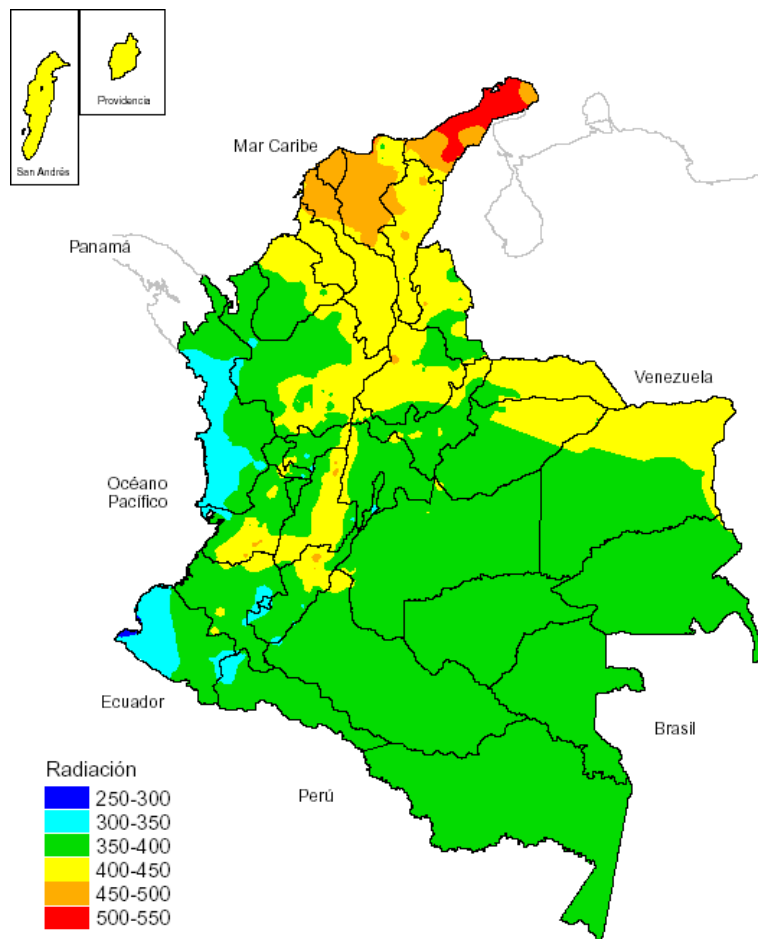 Providencia
San Andrés
Mar Caribe
Panamá
Venezuela
Océano
Pacífico
Ecuador
Brasil
Perú
Radiación
250-300
300-350
350-400
400-450
450-500
500-550